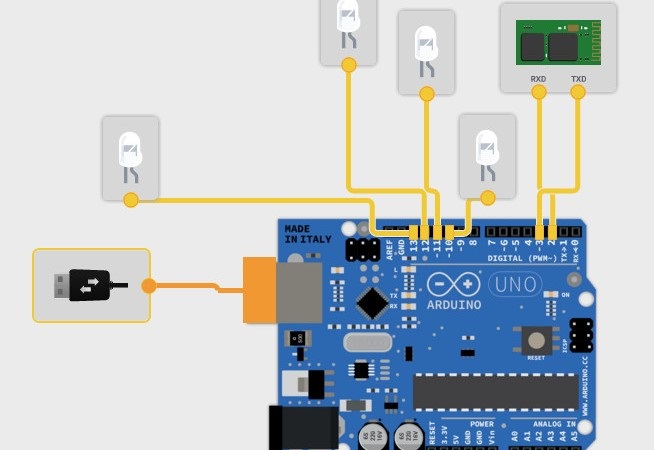 RXD TXD
MADE
IN ITALY
AREF
GND
13
12
~11
~10
~9
8
7
~6
~5
~4
~3
2
TX→1
RX←0
DIGITAL (PWM~)
L
TX
RX
UNO
ARDUINO
ON
ICSP
RESET
WWW.ARDUINO.CC
POWER
ANALOG IN
RESET
3.3V
5V
GND
GND
Vin
A0
A1
A2
A3
A4
A5